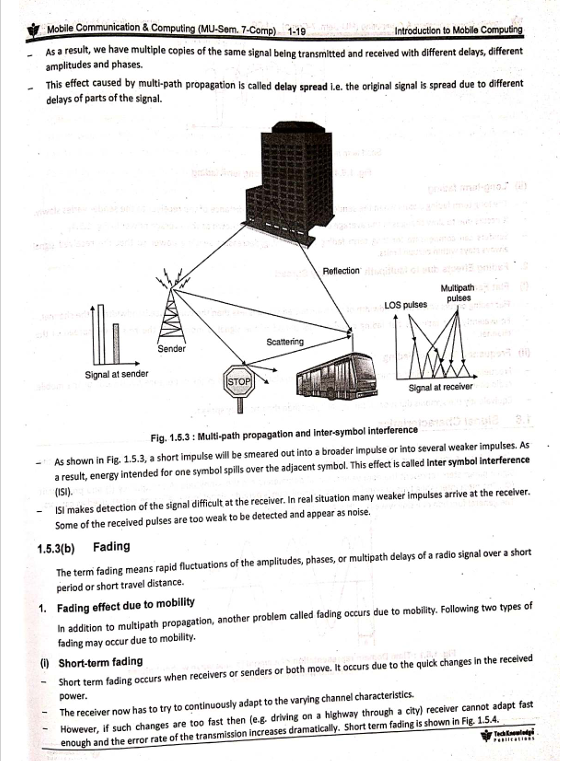 Mobile Communication & Computing (MU-Sem. 7-Comp) 1-19 Introduction to Mobile Computing
– As a result, we have multiple copies of the same signal being transmitted and received with different delays, different
amplitudes and phases.
– This effect caused by multi-path propagation is called delay spread i.e. the original signal is spread due to different
delays of parts of the signal.
Reflection
Multipath
pulses
LOS pulses
Sender
Scattering
Signal at sender
STOP
Signal at receiver
Fig. 1.5.3 : Multi-path propagation and inter-symbol interference
– As shown in Fig. 1.5.3, a short impulse will be smeared out into a broader impulse or into several weaker impulses. As
a result, energy intended for one symbol spills over the adjacent symbol. This effect is called inter symbol interference
(ISI).
– ISI makes detection of the signal difficult at the receiver. In real situation many weaker impulses arrive at the receiver.
Some of the received pulses are too weak to be detected and appear as noise.
1.5.3(b) Fading
The term fading means rapid fluctuations of the amplitudes, phases, or multipath delays of a radio signal over a short
period or short travel distance.
1. Fading effect due to mobility
In addition to multipath propagation, another problem called fading occurs due to mobility. Following two types of
fading may occur due to mobility.
(i) Short-term fading
– Short term fading occurs when receivers or senders or both move. It occurs due to the quick changes in the received
power.
– The receiver now has to try to continuously adapt to the varying channel characteristics.
– However, if such changes are too fast then (e.g. driving on a highway through a city) receiver cannot adapt fast
enough and the error rate of the transmission increases dramatically. Short term fading is shown in Fig. 1.5.4.
TechKnowledge
Publications